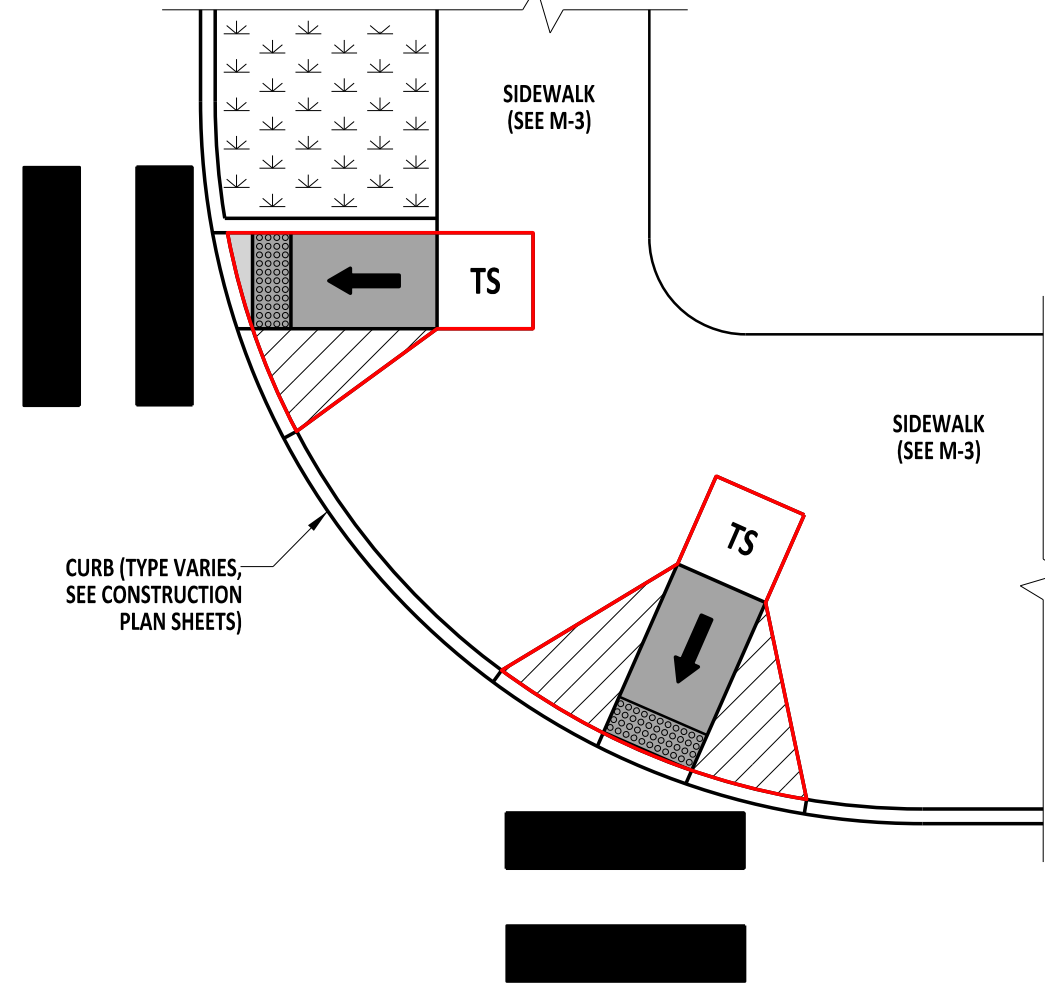 SIDEWALK
(SEE M-3)
TS
SIDEWALK
(SEE M-3)
TS
CURB (TYPE VARIES,
SEE CONSTRUCTION
PLAN SHEETS)